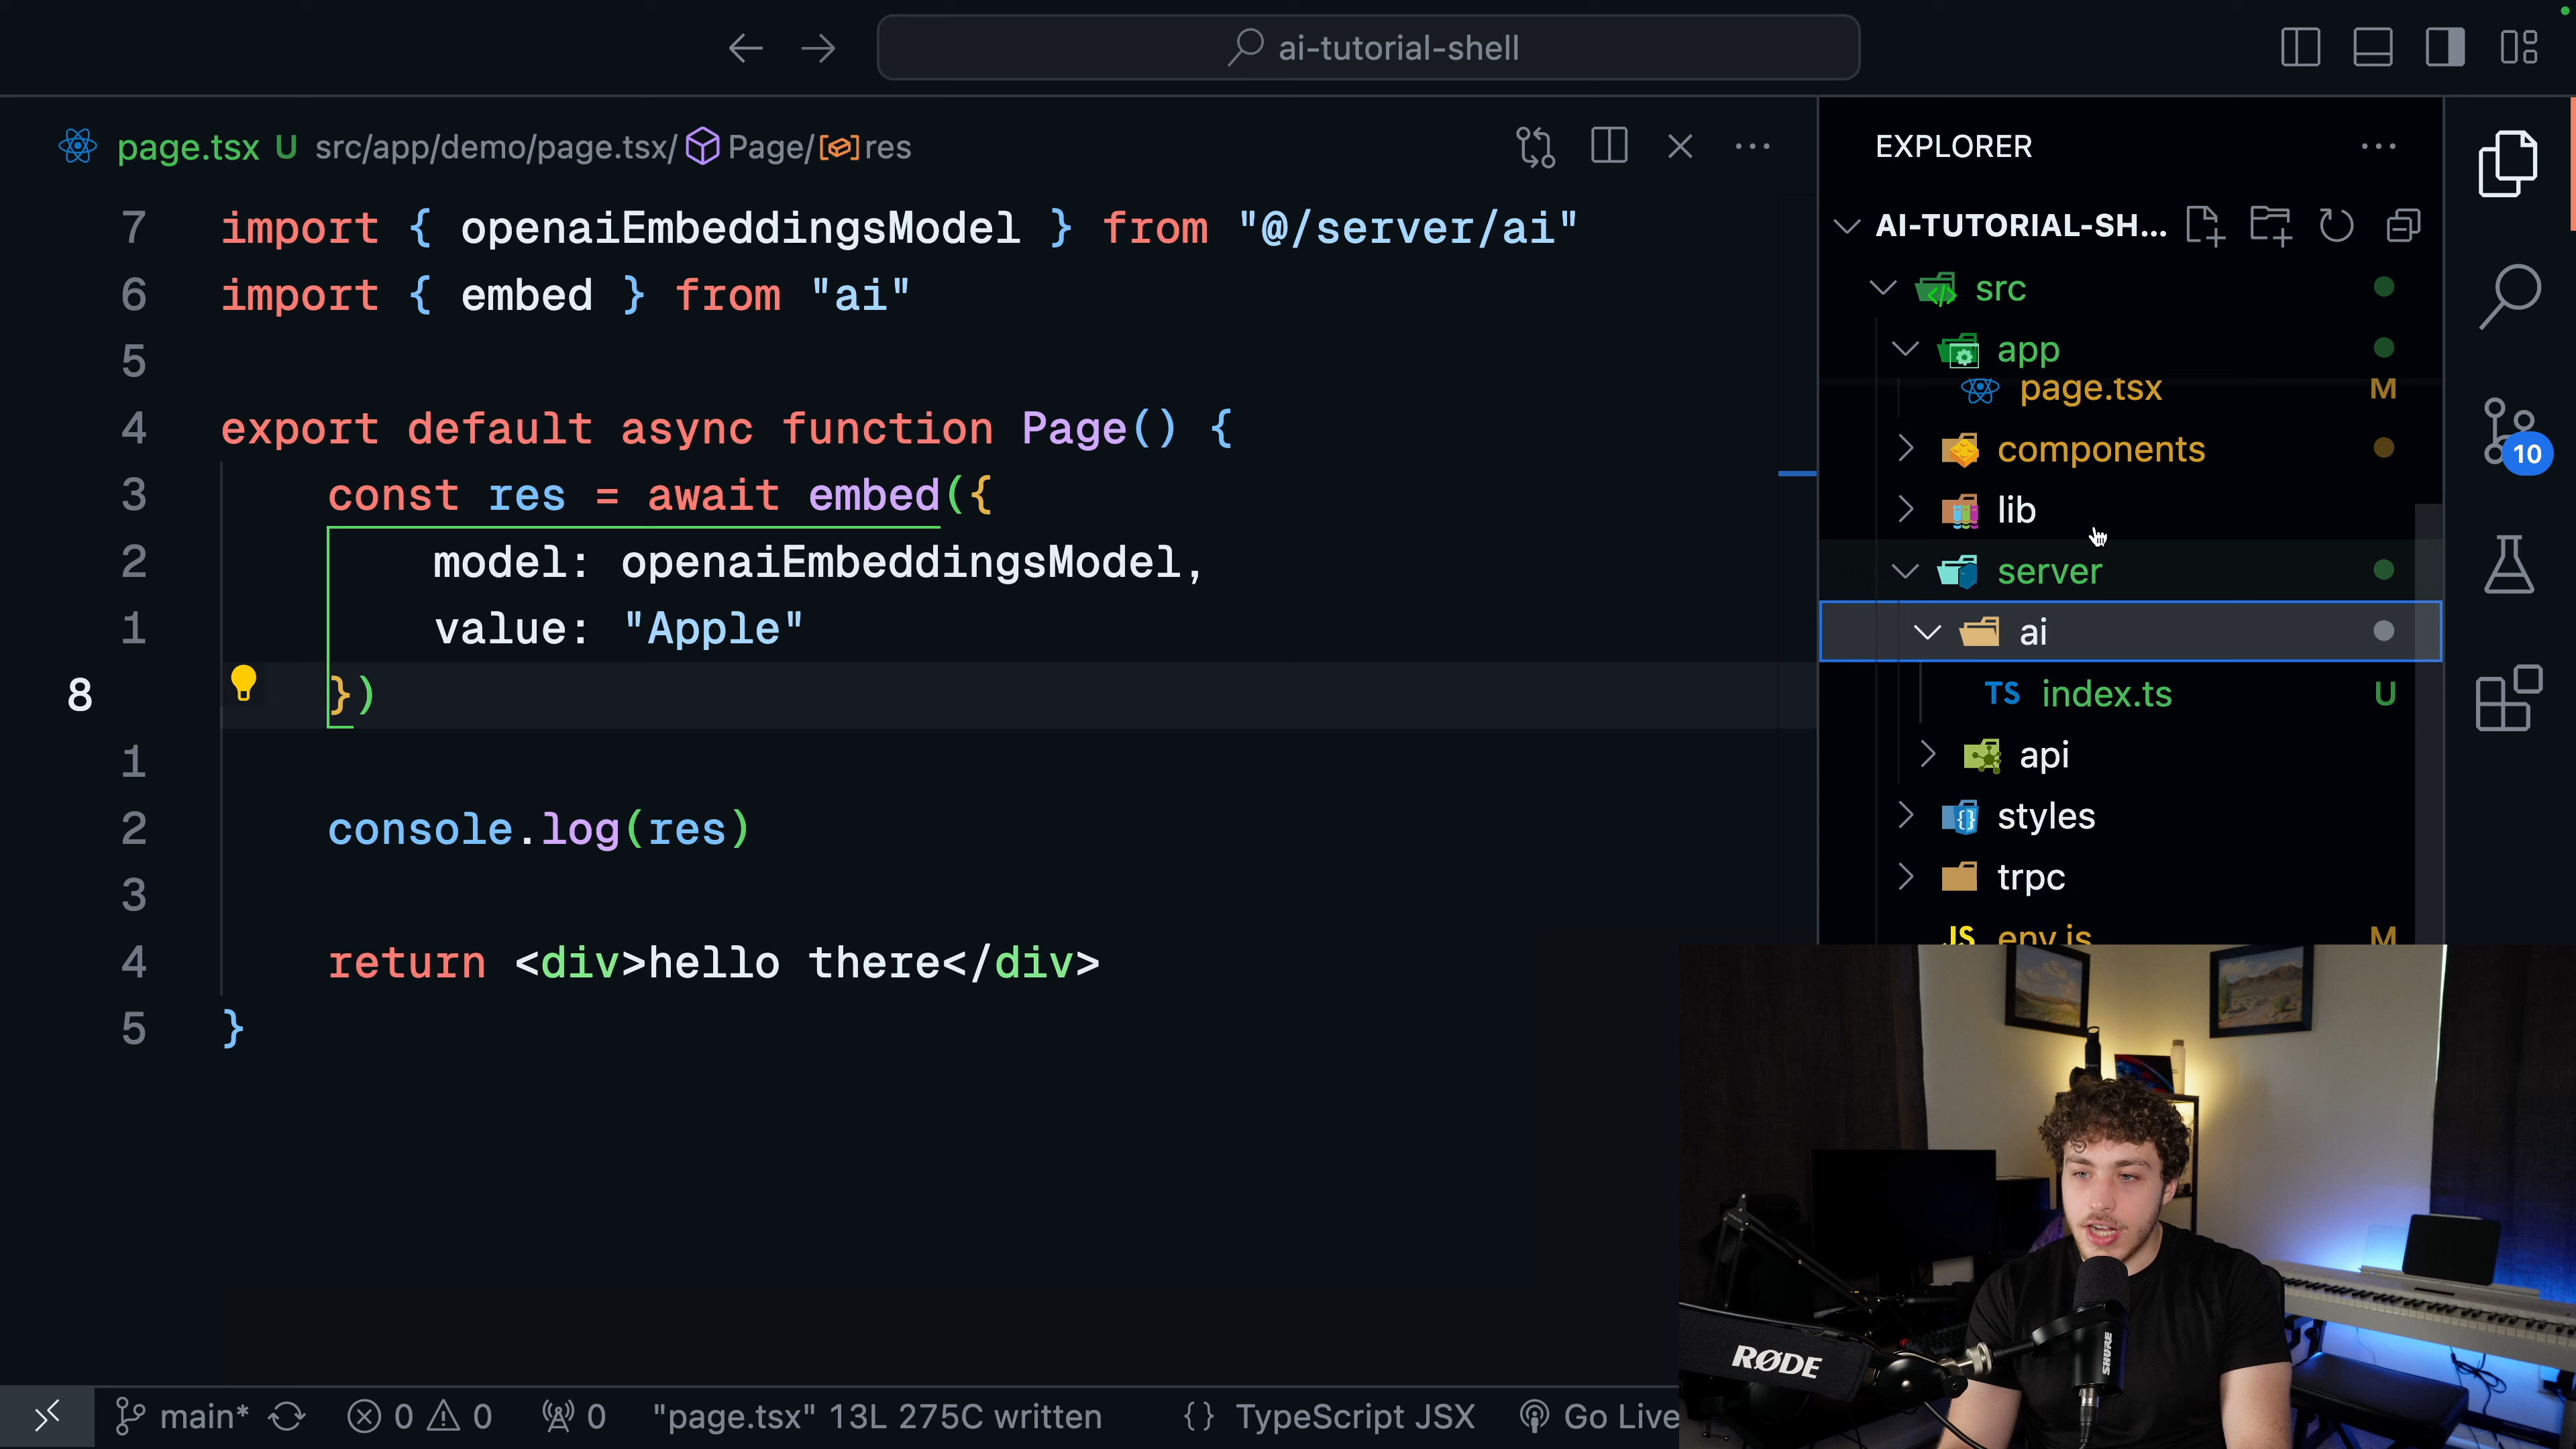 ai-tutorial-shell
page.tsx U src/app/demo/page.tsx/ Page/ res
7 import { openaiEmbeddingsModel } from "@/server/ai"
6 import { embed } from "ai"
5
4 export default async function Page() {
3 const res = await embed({
2 model: openaiEmbeddingsModel,
1 value: "Apple"
8 })
1
2 console.log(res)
3
4 return <div>hello there</div>
5 }
EXPLORER
AI-TUTORIAL-SH...
src
app
page.tsx M
components
lib
server
ai
TS index.ts U
api
styles
trpc
JS env.js M
10
RØDE
SHURE
main* 0 0 0 "page.tsx" 13L 275C written {} TypeScript JSX Go Live